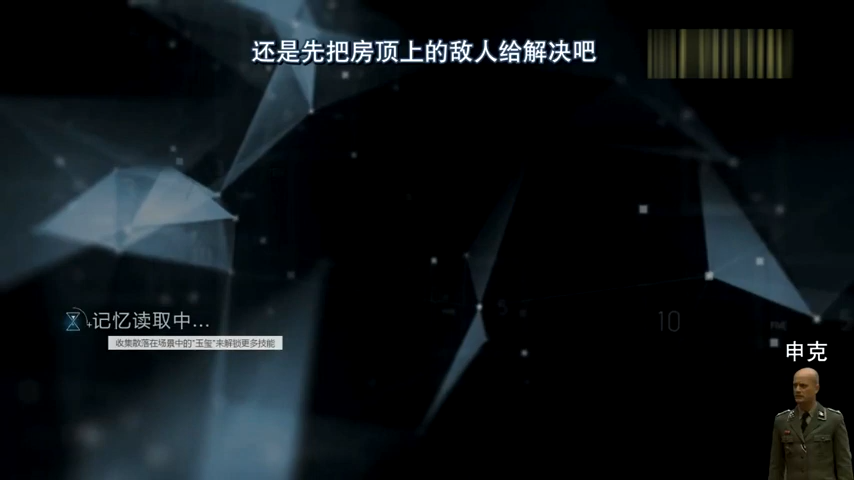 还是先把房顶上的敌人给解决吧
记忆读取中...
收集散落在场景中的"玉玺"来解锁更多技能
10
FIVE
申克